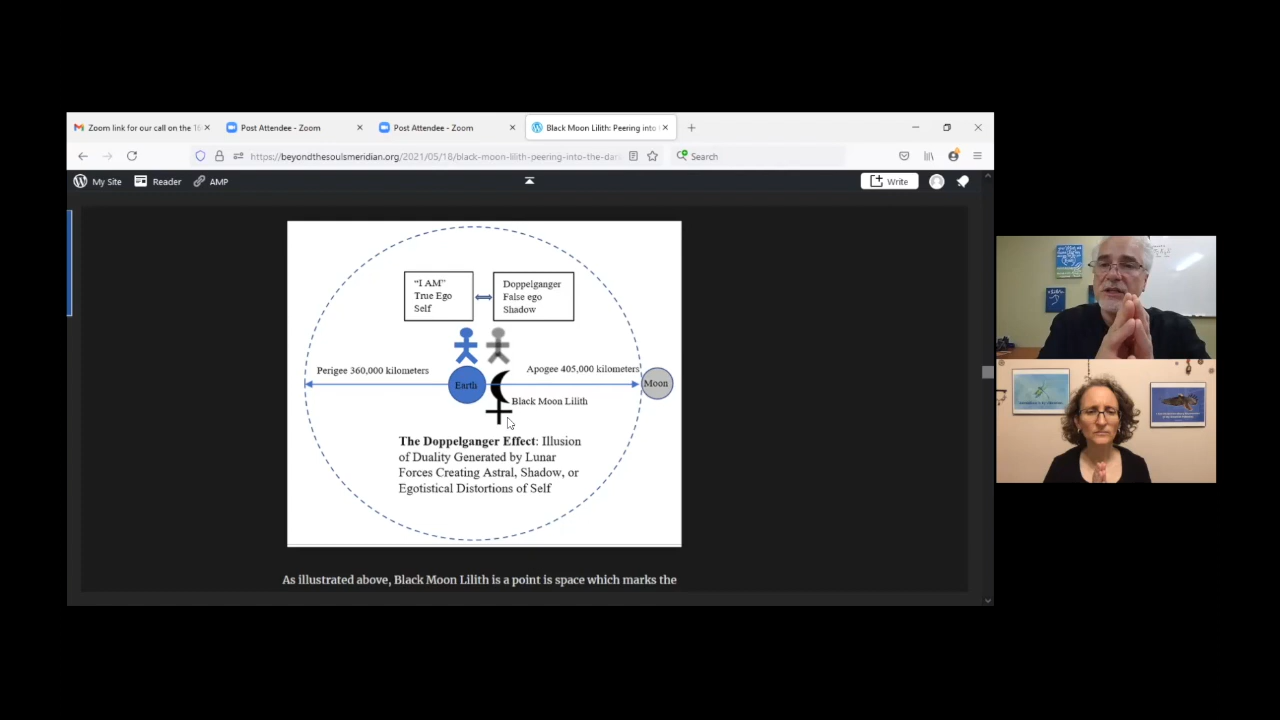 Zoom link for our call on the 16
Post Attendee - Zoom
Post Attendee - Zoom
Black Moon Lilith: Peering into
https://beyondthesoulsmeridian.org/2021/05/18/black-moon-lilith-peering-into-the-dar
Search
My Site
Reader
AMP
Write
"I AM"
True Ego
Self
Doppelganger
False ego
Shadow
Perigee 360,000 kilometers
Apogee 405,000 kilometers
Earth
Moon
Black Moon Lilith
The Doppelganger Effect: Illusion
of Duality Generated by Lunar
Forces Creating Astral, Shadow, or
Egotistical Distortions of Self
As illustrated above, Black Moon Lilith is a point is space which marks the